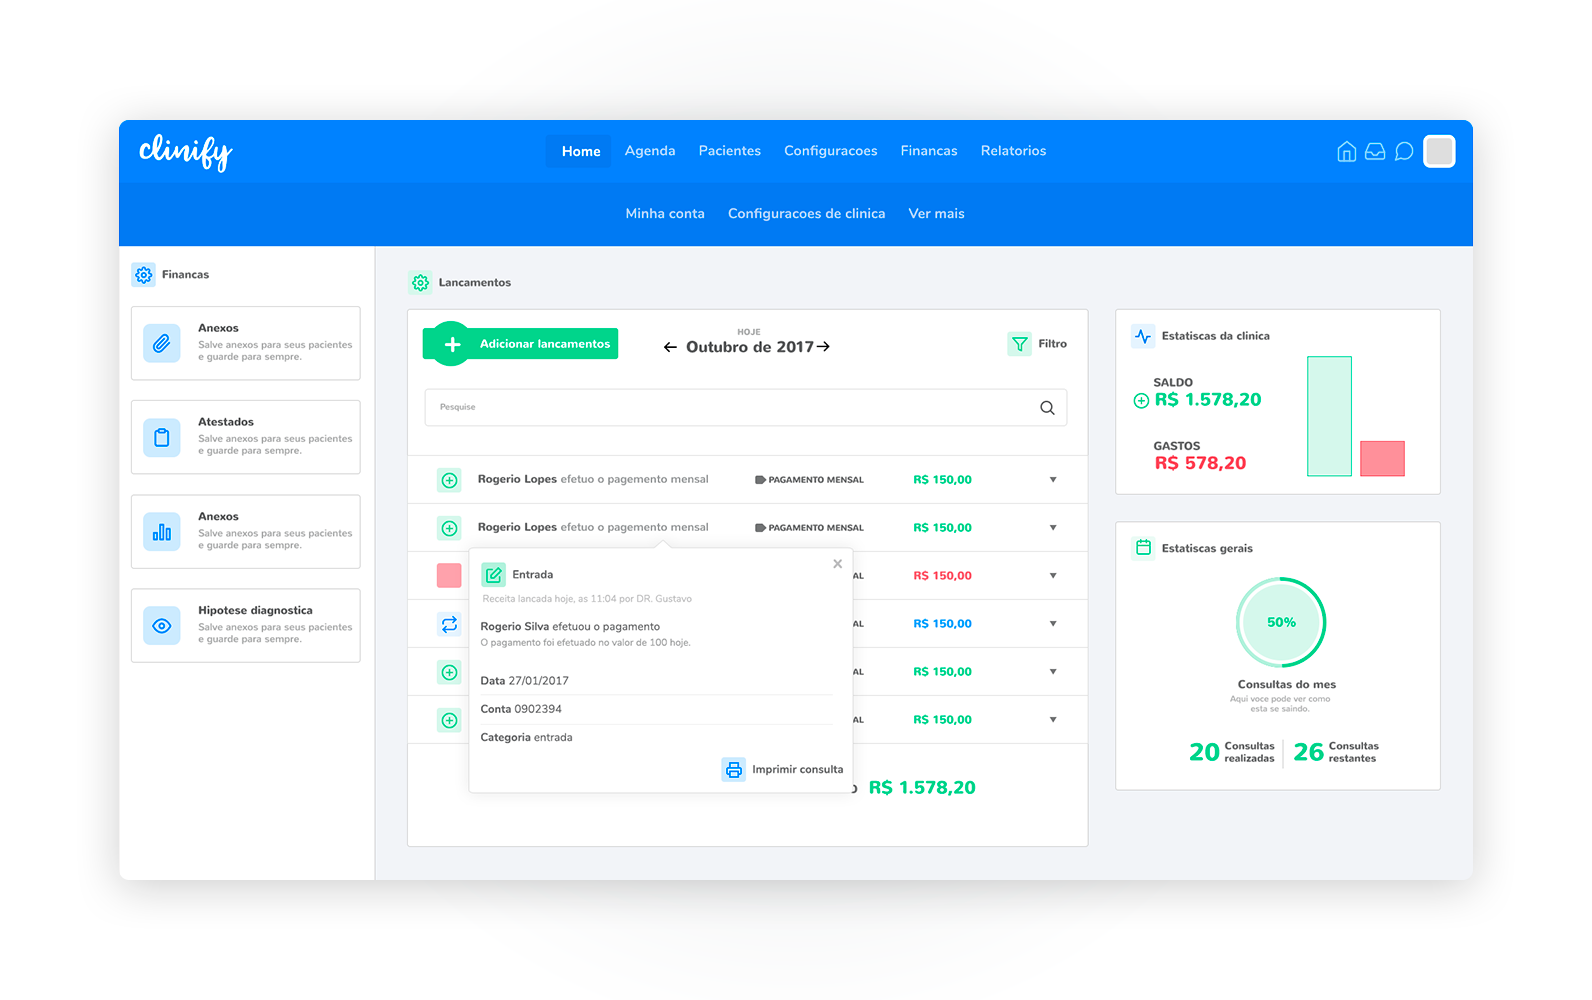 clinify
Home Agenda Pacientes Configuracoes Financas Relatorios
Minha conta Configuracoes de clinica Ver mais
Financas
Anexos
Salve anexos para seus pacientes
e guarde para sempre.
Atestados
Salve anexos para seus pacientes
e guarde para sempre.
Anexos
Salve anexos para seus pacientes
e guarde para sempre.
Hipotese diagnostica
Salve anexos para seus pacientes
e guarde para sempre.
Lancamentos
Adicionar lancamentos
HOJE
Outubro de 2017
Filtro
Pesquise
Rogerio Lopes efetuo o pagemento mensal PAGAMENTO MENSAL R$ 150,00
Rogerio Lopes efetuo o pagemento mensal PAGAMENTO MENSAL R$ 150,00
AL R$ 150,00
AL R$ 150,00
AL R$ 150,00
AL R$ 150,00
Entrada
Receita lancada hoje, as 11:04 por DR. Gustavo
Rogerio Silva efetuou o pagamento
O pagamento foi efetuado no valor de 100 hoje.
Data 27/01/2017
Conta 0902394
Categoria entrada
Imprimir consulta
R$ 1.578,20
Estatiscas da clinica
SALDO
R$ 1.578,20
GASTOS
R$ 578,20
Estatiscas gerais
50%
Consultas do mes
Aqui voce pode ver como
esta se saindo.
20 Consultas realizadas
26 Consultas restantes